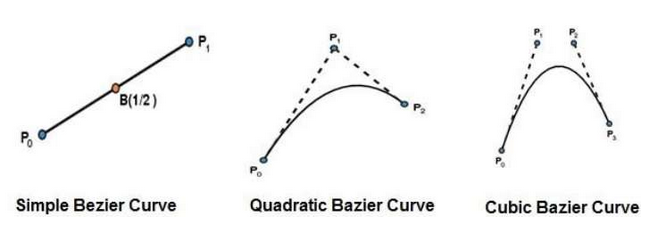 P₁
B(1/2)
P₀
Simple Bezier Curve
P₁
P₂
P₀
Quadratic Bazier Curve
P₁ P₂
P₃
P₀
Cubic Bazier Curve